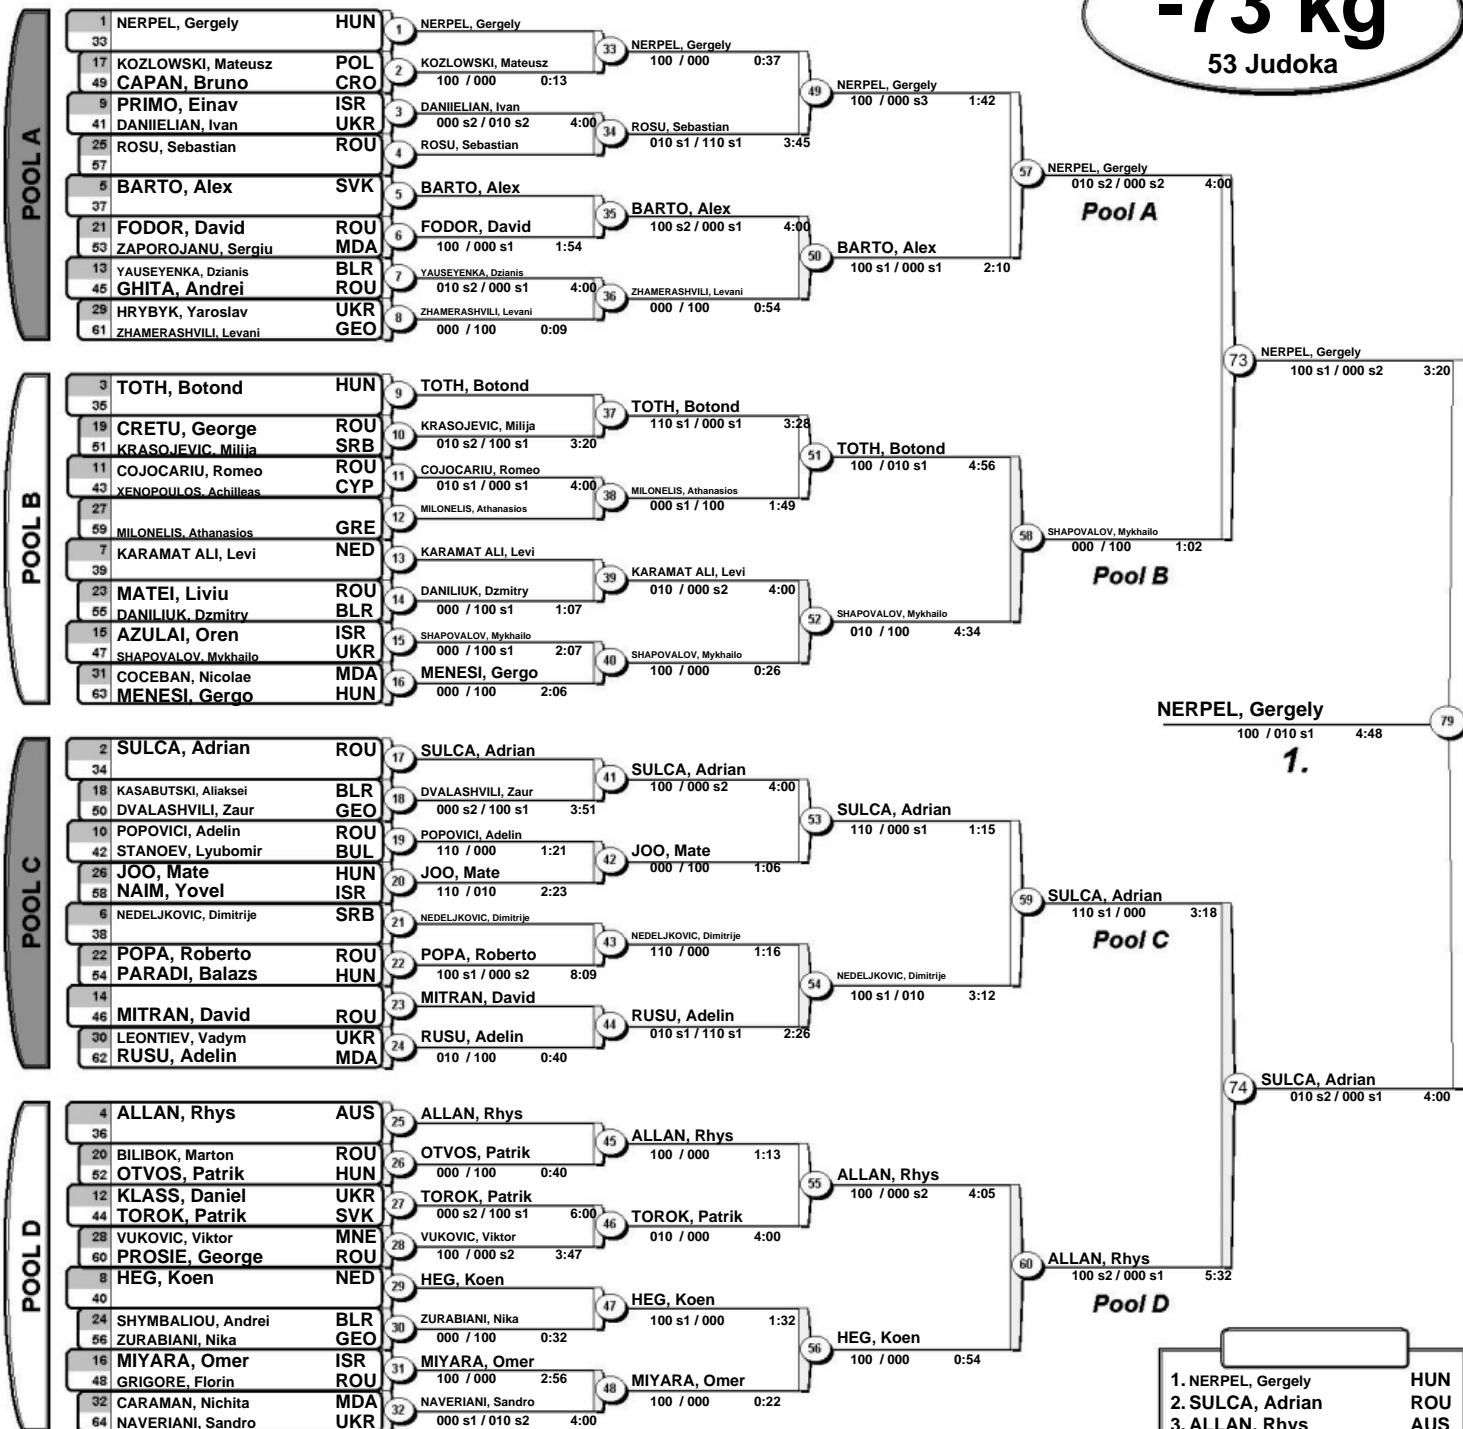 -73 kg
53 Judoka
POOL A
1 NERPEL, Gergely HUN
33
17 KOZLOWSKI, Mateusz POL
49 CAPAN, Bruno CRO
9 PRIMO, Einav ISR
41 DANIIELIAN, Ivan UKR
25 ROSU, Sebastian ROU
57
5 BARTO, Alex SVK
37
21 FODOR, David ROU
53 ZAPOROJANU, Sergiu MDA
13 YAUSEYENKA, Dzianis BLR
45 GHITA, Andrei ROU
29 HRYBYK, Yaroslav UKR
61 ZHAMERASHVILI, Levani GEO
1 NERPEL, Gergely
2 KOZLOWSKI, Mateusz
100 / 000 0:13
3 DANIIELIAN, Ivan
000 s2 / 010 s2 4:00
4 ROSU, Sebastian
5 BARTO, Alex
6 FODOR, David
100 / 000 s1 1:54
7 YAUSEYENKA, Dzianis
010 s2 / 000 s1 4:00
8 ZHAMERASHVILI, Levani
000 / 100 0:09
33 NERPEL, Gergely
100 / 000 0:37
34 ROSU, Sebastian
010 s1 / 110 s1 3:45
35 BARTO, Alex
100 s2 / 000 s1 4:00
36 ZHAMERASHVILI, Levani
000 / 100 0:54
49 NERPEL, Gergely
100 / 000 s3 1:42
50 BARTO, Alex
100 s1 / 000 s1 2:10
57 NERPEL, Gergely
010 s2 / 000 s2 4:00
Pool A
POOL B
3 TOTH, Botond HUN
35
19 CRETU, George ROU
51 KRASOJEVIC, Milija SRB
11 COJOCARIU, Romeo ROU
43 XENOPOULOS, Achilleas CYP
27
59 MILONELIS, Athanasios GRE
7 KARAMAT ALI, Levi NED
39
23 MATEI, Liviu ROU
55 DANILIUK, Dzmitry BLR
15 AZULAI, Oren ISR
47 SHAPOVALOV, Mykhailo UKR
31 COCEBAN, Nicolae MDA
63 MENESI, Gergo HUN
9 TOTH, Botond
10 KRASOJEVIC, Milija
010 s2 / 100 s1 3:20
11 COJOCARIU, Romeo
010 s1 / 000 s1 4:00
12 MILONELIS, Athanasios
13 KARAMAT ALI, Levi
14 DANILIUK, Dzmitry
000 / 100 s1 1:07
15 SHAPOVALOV, Mykhailo
000 / 100 s1 2:07
16 MENESI, Gergo
000 / 100 2:06
37 TOTH, Botond
110 s1 / 000 s1 3:28
38 MILONELIS, Athanasios
000 s1 / 100 1:49
39 KARAMAT ALI, Levi
010 / 000 s2 4:00
40 SHAPOVALOV, Mykhailo
100 / 000 0:26
51 TOTH, Botond
100 / 010 s1 4:56
52 SHAPOVALOV, Mykhailo
010 / 100 4:34
58 SHAPOVALOV, Mykhailo
000 / 100 1:02
Pool B
73 NERPEL, Gergely
100 s1 / 000 s2 3:20
NERPEL, Gergely 79
100 / 010 s1 4:48
1.
POOL C
2 SULCA, Adrian ROU
34
18 KASABUTSKI, Aliaksei BLR
50 DVALASHVILI, Zaur GEO
10 POPOVICI, Adelin ROU
42 STANOEV, Lyubomir BUL
26 JOO, Mate HUN
58 NAIM, Yovel ISR
6 NEDELJKOVIC, Dimitrije SRB
38
22 POPA, Roberto ROU
54 PARADI, Balazs HUN
14
46 MITRAN, David ROU
30 LEONTIEV, Vadym UKR
62 RUSU, Adelin MDA
17 SULCA, Adrian
18 DVALASHVILI, Zaur
000 s2 / 100 s1 3:51
19 POPOVICI, Adelin
110 / 000 1:21
20 JOO, Mate
110 / 010 2:23
21 NEDELJKOVIC, Dimitrije
22 POPA, Roberto
100 s1 / 000 s2 8:09
23 MITRAN, David
24 RUSU, Adelin
010 / 100 0:40
41 SULCA, Adrian
100 / 000 s2 4:00
42 JOO, Mate
000 / 100 1:06
43 NEDELJKOVIC, Dimitrije
110 / 000 1:16
44 RUSU, Adelin
010 s1 / 110 s1 2:26
53 SULCA, Adrian
110 / 000 s1 1:15
54 NEDELJKOVIC, Dimitrije
100 s1 / 010 3:12
59 SULCA, Adrian
110 s1 / 000 3:18
Pool C
POOL D
4 ALLAN, Rhys AUS
36
20 BILIBOK, Marton ROU
52 OTVOS, Patrik HUN
12 KLASS, Daniel UKR
44 TOROK, Patrik SVK
28 VUKOVIC, Viktor MNE
60 PROSIE, George ROU
8 HEG, Koen NED
40
24 SHYMBALIOU, Andrei BLR
56 ZURABIANI, Nika GEO
16 MIYARA, Omer ISR
48 GRIGORE, Florin ROU
32 CARAMAN, Nichita MDA
64 NAVERIANI, Sandro UKR
25 ALLAN, Rhys
26 OTVOS, Patrik
000 / 100 0:40
27 TOROK, Patrik
000 s2 / 100 s1 6:00
28 VUKOVIC, Viktor
100 / 000 s2 3:47
29 HEG, Koen
30 ZURABIANI, Nika
000 / 100 0:32
31 MIYARA, Omer
100 / 000 2:56
32 NAVERIANI, Sandro
000 s1 / 010 s2 4:00
45 ALLAN, Rhys
100 / 000 1:13
46 TOROK, Patrik
010 / 000 4:00
47 HEG, Koen
100 s1 / 000 1:32
48 MIYARA, Omer
100 / 000 0:22
55 ALLAN, Rhys
100 / 000 s2 4:05
56 HEG, Koen
100 / 000 0:54
60 ALLAN, Rhys
100 s2 / 000 s1 5:32
Pool D
74 SULCA, Adrian
010 s2 / 000 s1 4:00
1. NERPEL, Gergely HUN
2. SULCA, Adrian ROU
3. ALLAN, Rhys AUS